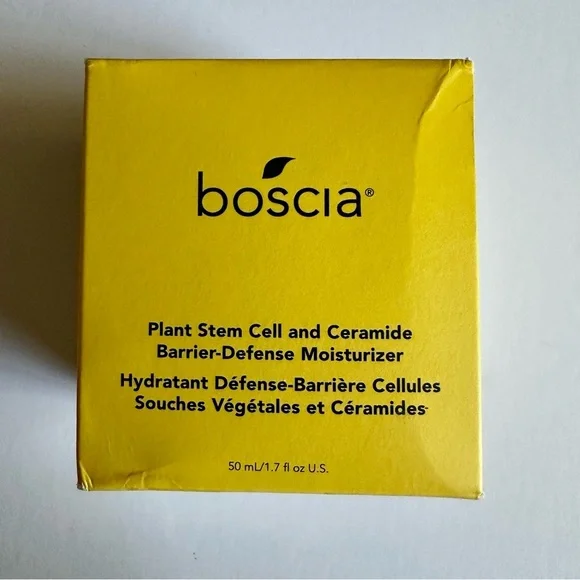 boscia®
Plant Stem Cell and Ceramide
Barrier-Defense Moisturizer
Hydratant Défense-Barrière Cellules
Souches Végétales et Céramides
50 mL/1.7 fl oz U.S.